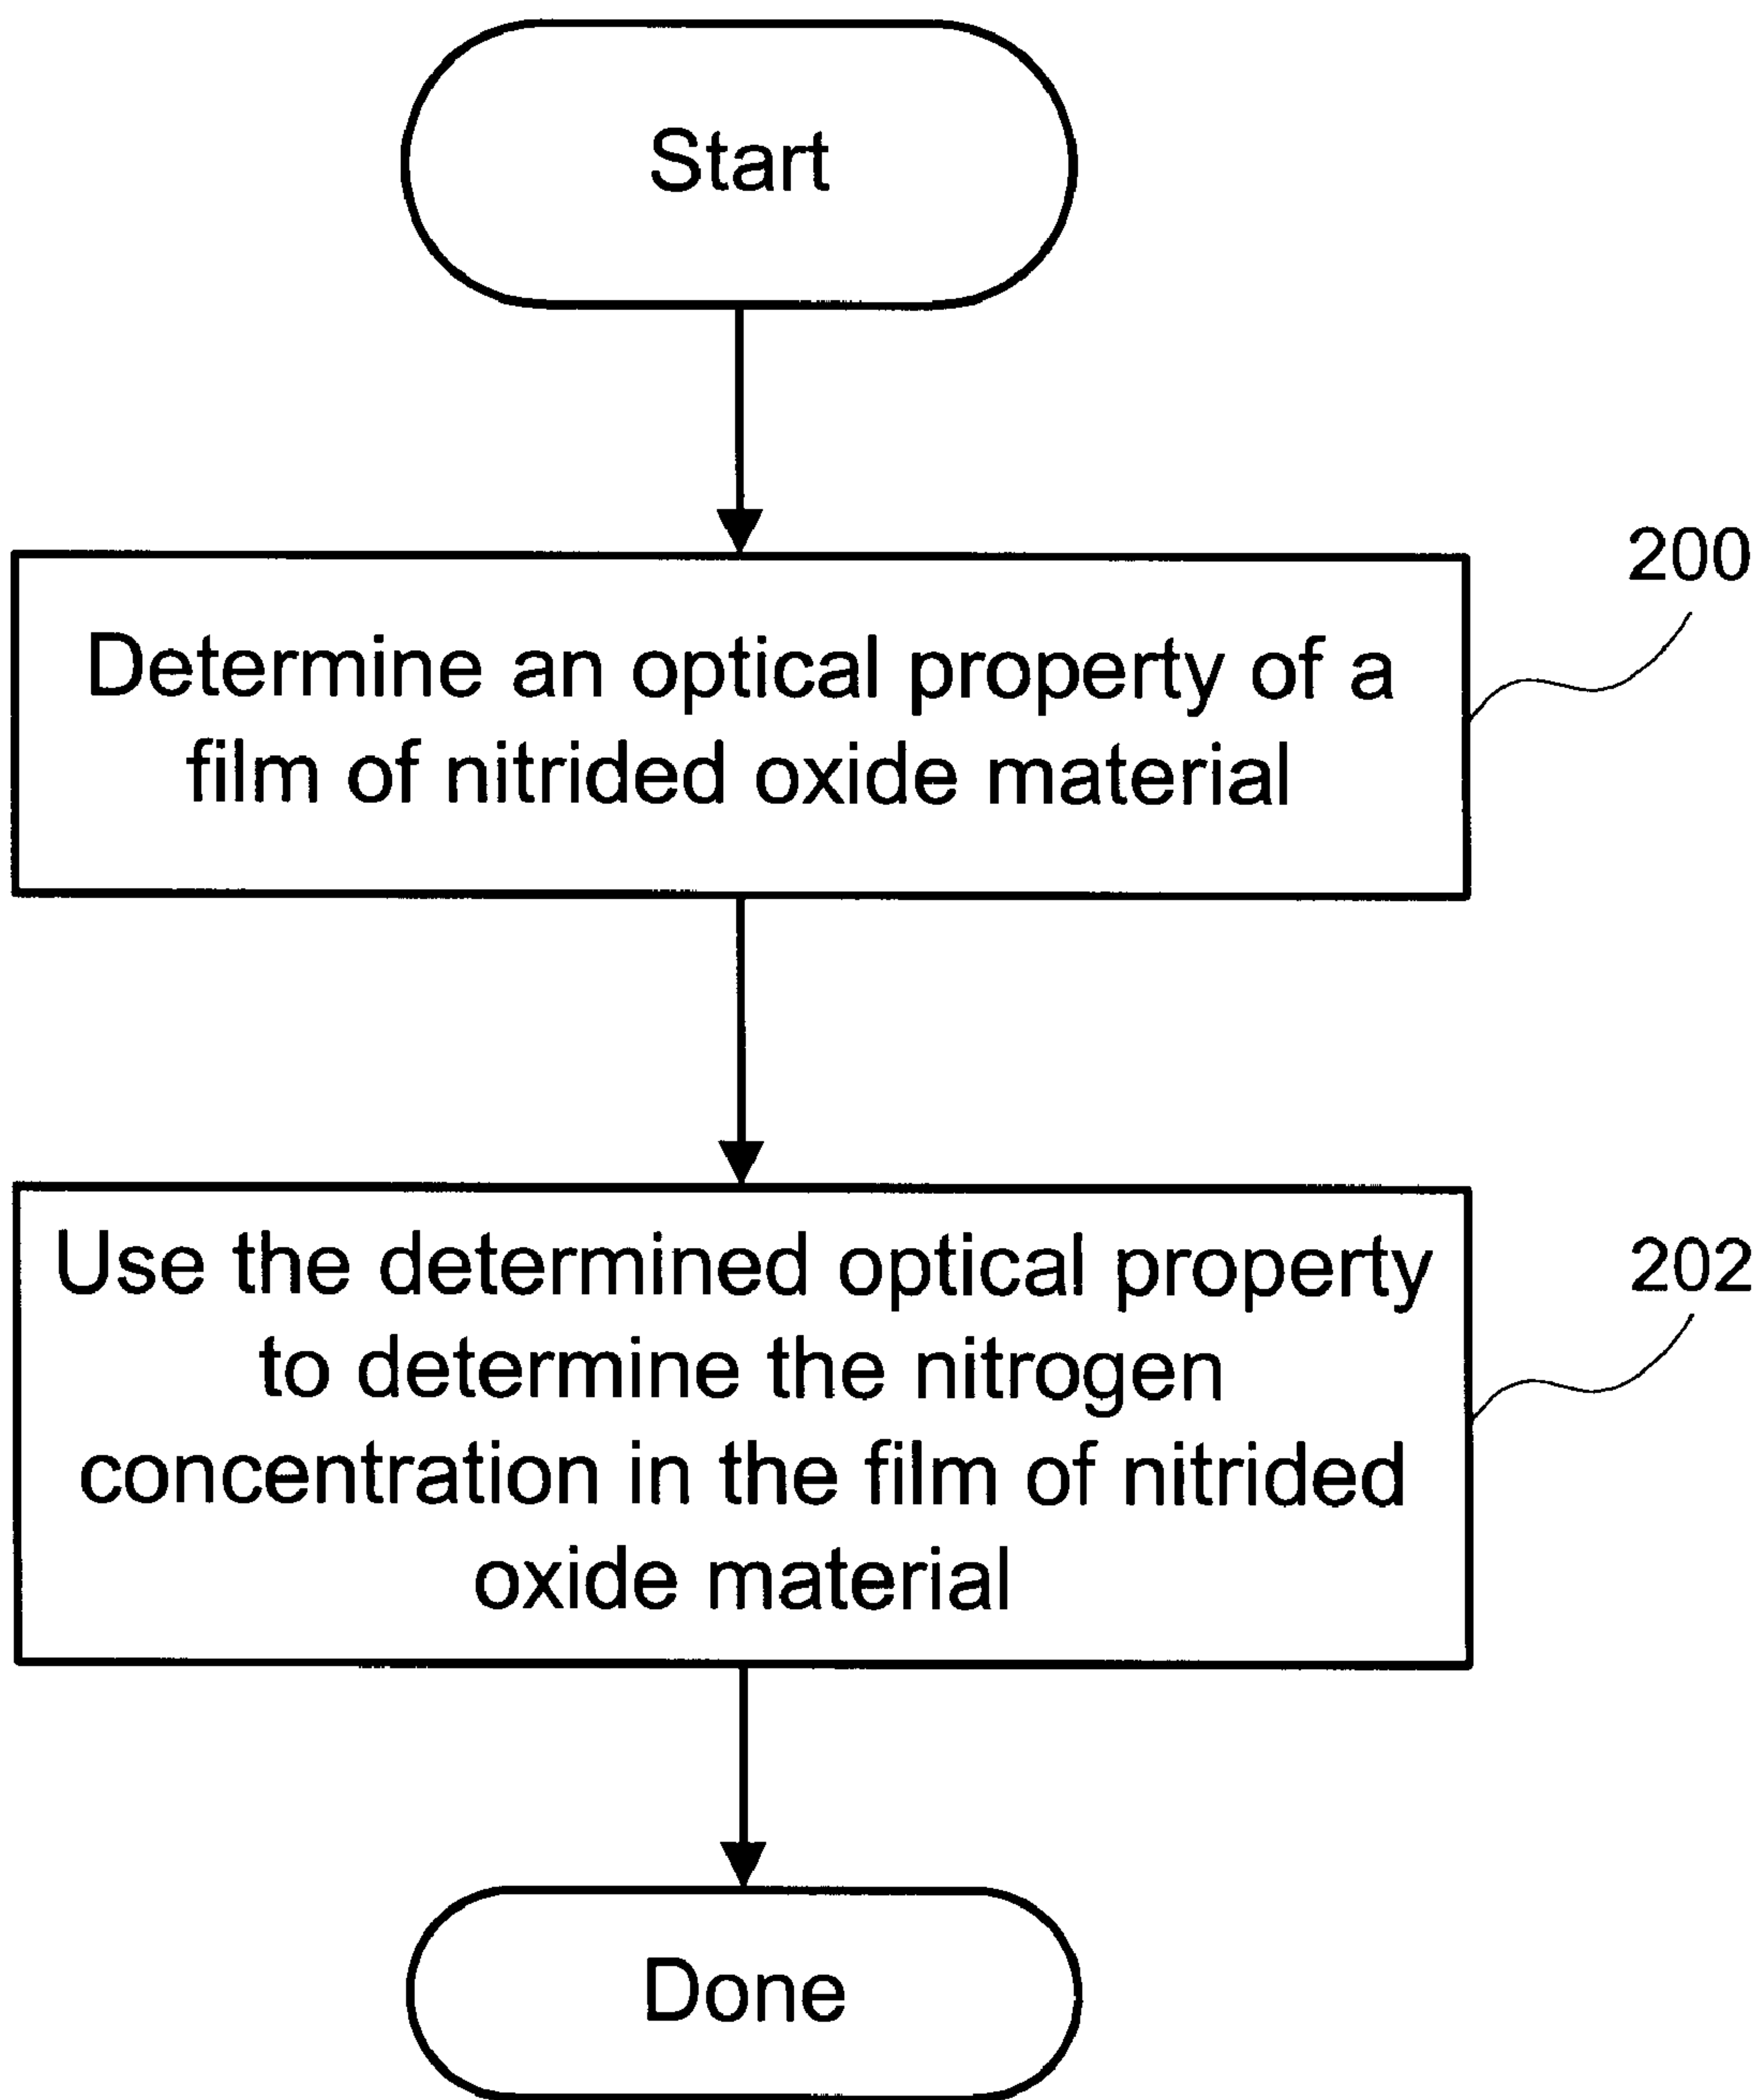 Start
200
Determine an optical property of a
film of nitrided oxide material
Use the determined optical property
202
to determine the nitrogen
concentration in the film of nitrided
oxide material
Done